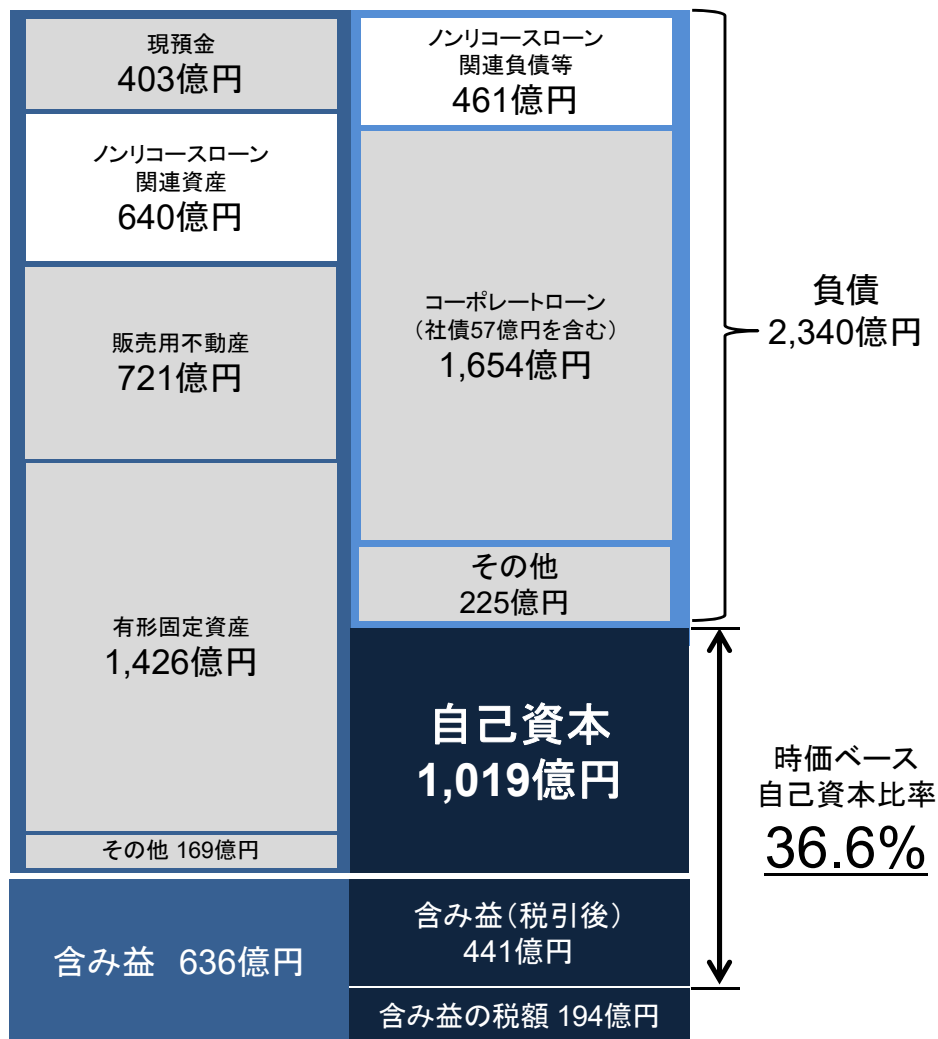 現預金
403億円
ノンリコースローン
関連資産
640億円
販売用不動産
721億円
有形固定資産
1,426億円
その他 169億円
含み益 636億円
ノンリコースローン
関連負債等
461億円
コーポレートローン
（社債57億円を含む）
1,654億円
その他
225億円
自己資本
1,019億円
含み益（税引後）
441億円
含み益の税額 194億円
負債
2,340億円
時価ベース
自己資本比率
36.6%